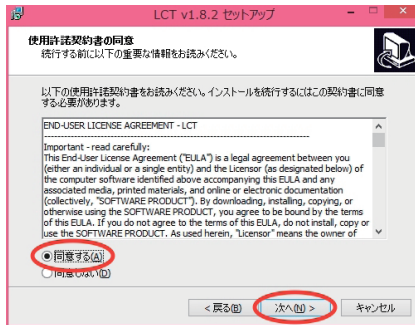 LCT v1.8.2 セットアップ
使用許諾契約書の同意
続行する前に以下の重要な情報をお読みください。
以下の使用許諾契約書をお読みください。インストールを続行するにはこの契約書に同意
する必要があります。
END-USER LICENSE AGREEMENT - LCT
Important - read carefully:
This End-User License Agreement ("EULA") is a legal agreement between you
(either an individual or a single entity) and the Licensor (as designated below) of
the computer software identified above accompanying this EULA and any
associated media, printed materials, and online or electronic documentation
(collectively, "SOFTWARE PRODUCT"). By downloading, installing, copying, or
otherwise using the SOFTWARE PRODUCT, you agree to be bound by the terms
of this EULA. If you do not agree to the terms of this EULA, do not install, copy or
use the SOFTWARE PRODUCT. As used herein, "Licensor" means the owner of
同意する(A)
同意しない(D)
< 戻る(B)
次へ(N) >
キャンセル